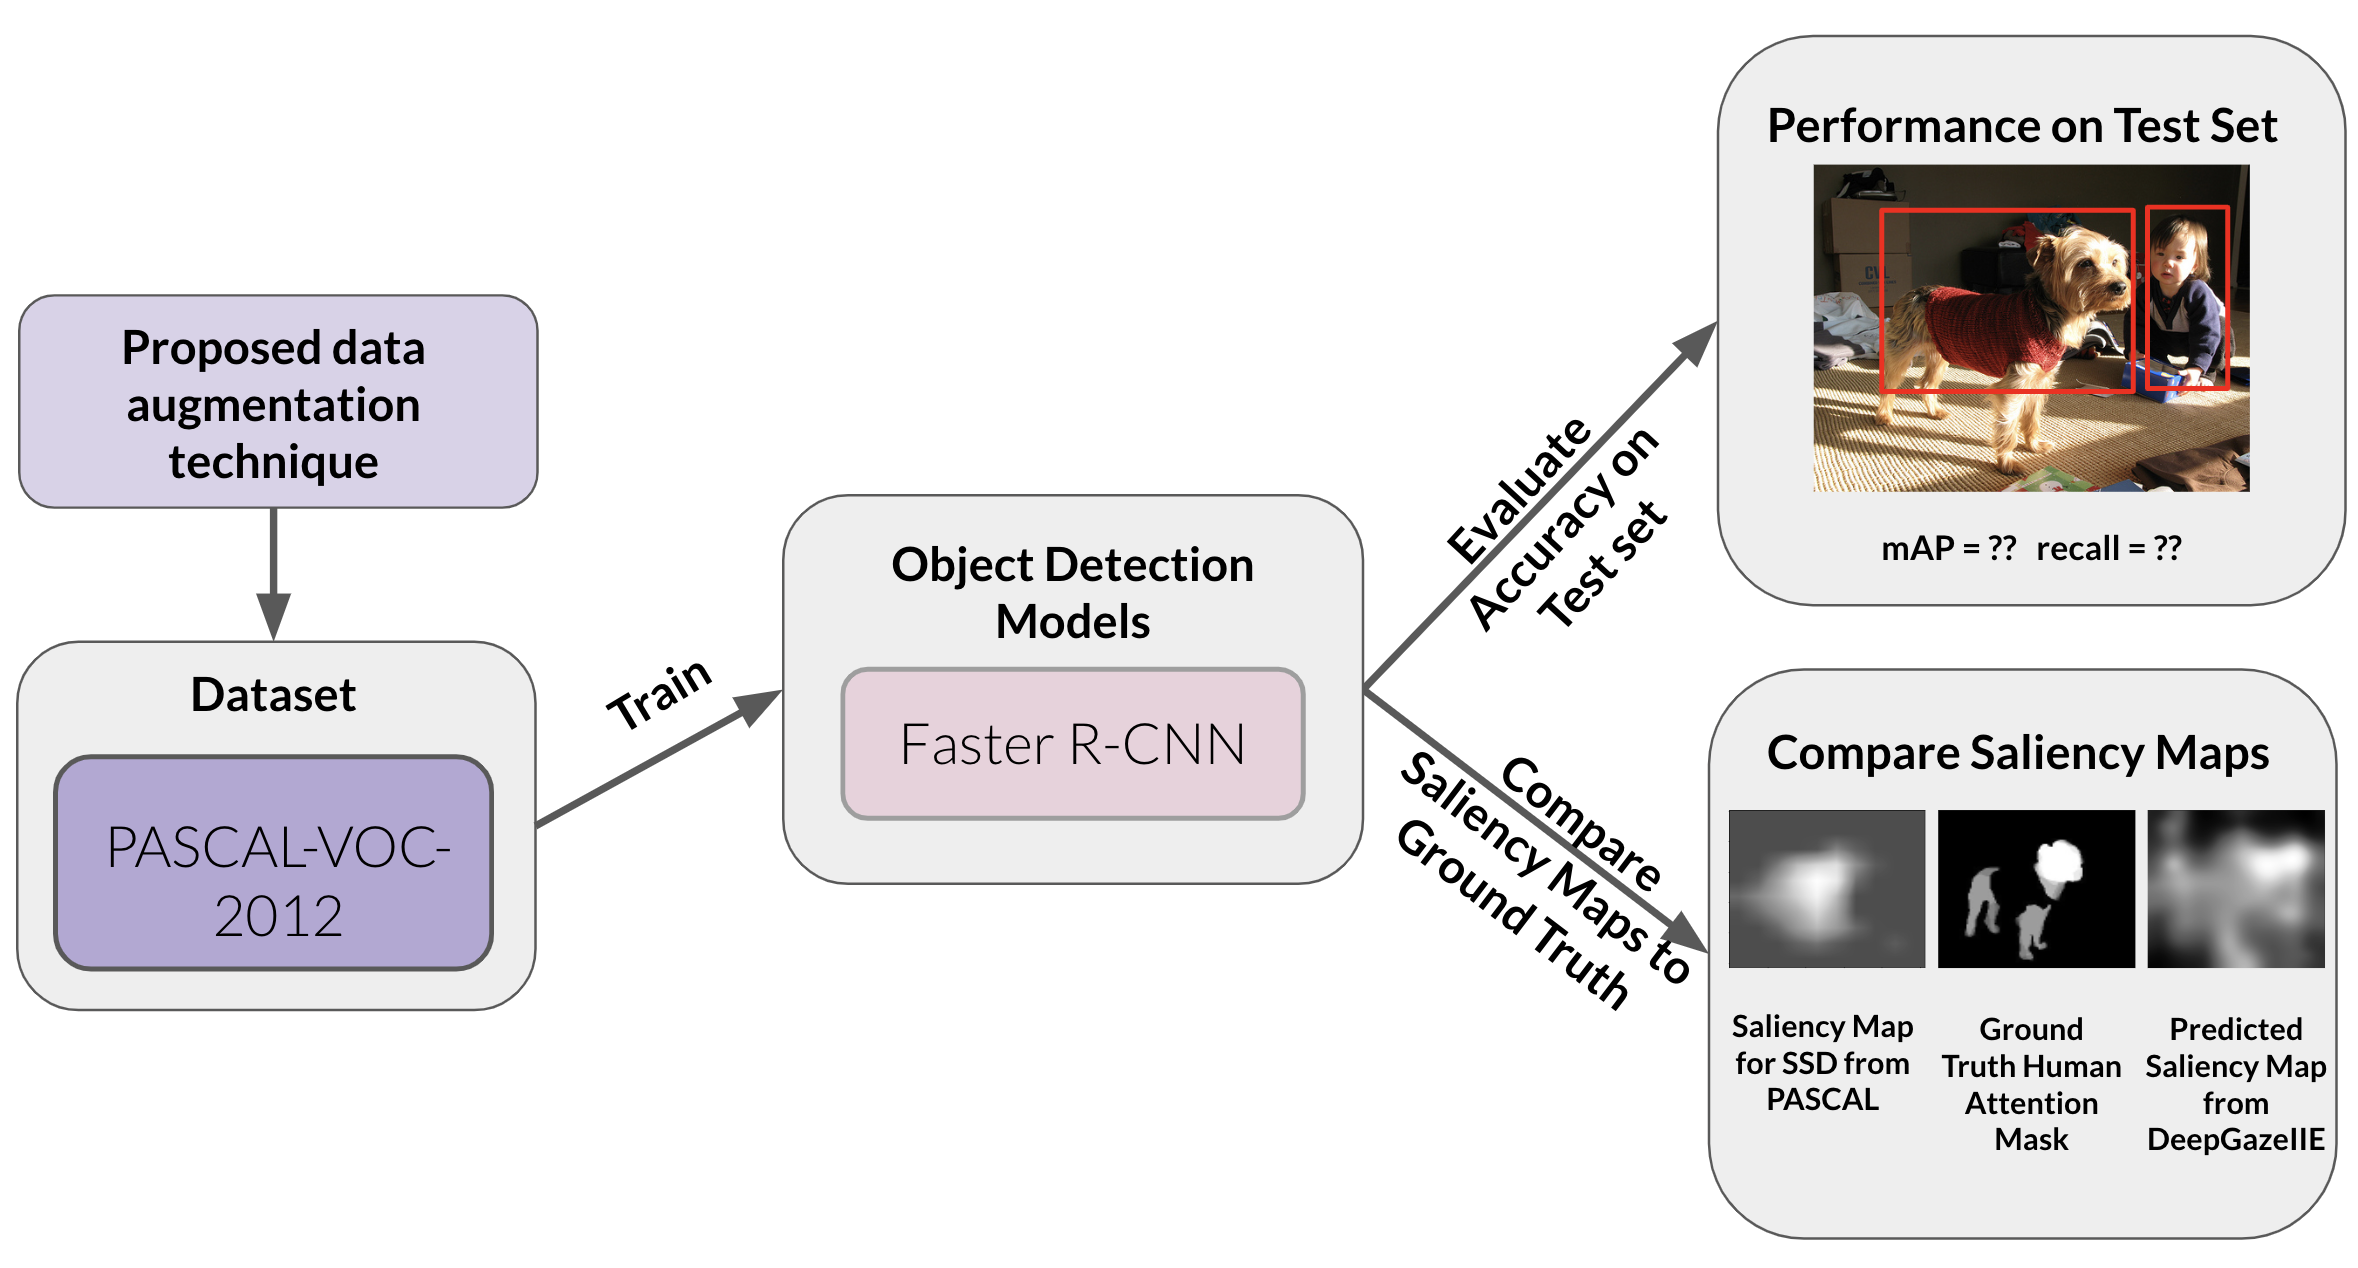 Proposed data
augmentation
technique
Dataset
PASCAL-VOC-
2012
Train
Object Detection
Models
Faster R-CNN
Evaluate
Accuracy on
Test set
Compare
Saliency Maps to
Ground Truth
Performance on Test Set
CVL
mAP = ?? recall = ??
Compare Saliency Maps
Saliency Map
for SSD from
PASCAL
Ground
Truth Human
Attention
Mask
Predicted
Saliency Map
from
DeepGazeIIE